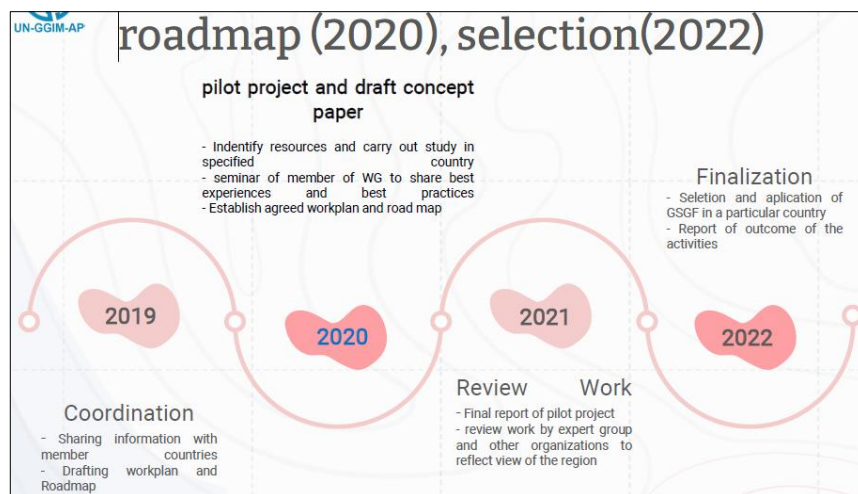 UN-GGIM-AP
roadmap (2020), selection(2022)
pilot project and draft concept
paper
- Indentify resources and carry out study in
specified country
- seminar of member of WG to share best
experiences and best practices
- Establish agreed workplan and road map
Finalization
- Seletion and aplication of
GSGF in a particular country
- Report of outcome of the
activities
2019
2020
2021
2022
Coordination
- Sharing information with
member countries
- Drafting workplan and
Roadmap
Review Work
- Final report of pilot project
- review work by expert group
and other organizations to
reflect view of the region